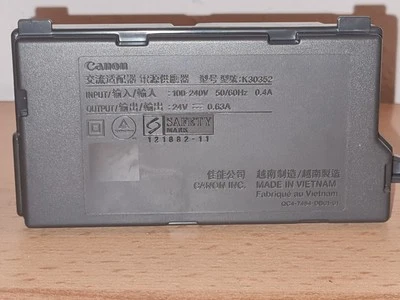 Canon
交流适配器 电源供應器 型号 型號:K30352
INPUT/输入/輸入 :100-240V 50/60Hz 0.4A
OUTPUT/输出/輸出 :24V ⎓ 0.63A
S SAFETY
MARK
121882-11
佳能公司 越南制造/越南製造
CANON INC. MADE IN VIETNAM
Fabriqué au Vietnam